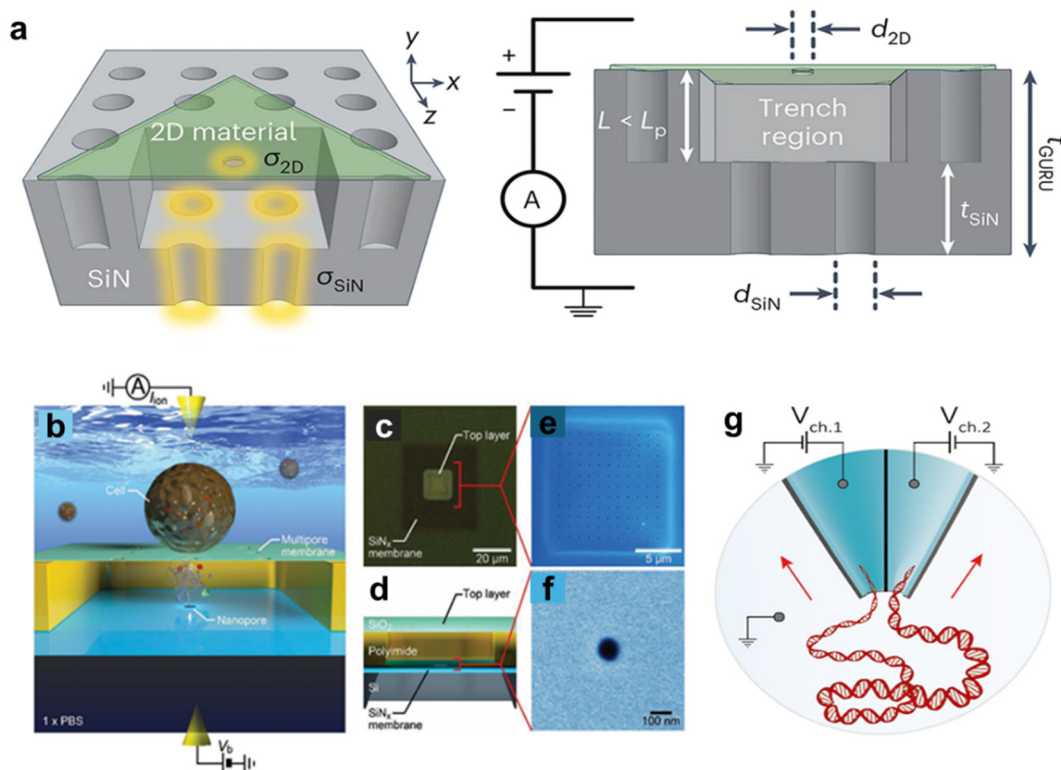 a
y
x
z
2D material
σ2D
SiN
σSiN
+
−
A
d2D
L < Lp
Trench
region
tSiN
tGURU
dSiN
b
A
Iion
Cell
Multipore
membrane
Nanopore
1 x PBS
Vb
c
Top layer
SiNx
membrane
20 μm
d
Top layer
SiO2
Polyimide
Si
SiNx
membrane
e
5 μm
f
100 nm
g
Vch.1
Vch.2